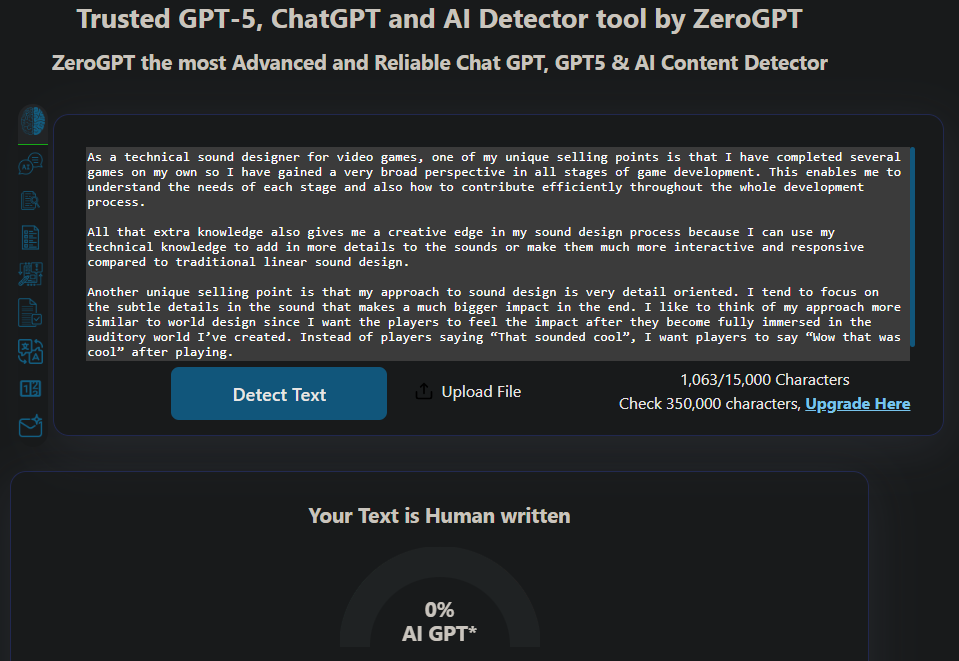 Trusted GPT-5, ChatGPT and AI Detector tool by ZeroGPT
ZeroGPT the most Advanced and Reliable Chat GPT, GPT5 & AI Content Detector
As a technical sound designer for video games, one of my unique selling points is that I have completed several
games on my own so I have gained a very broad perspective in all stages of game development. This enables me to
understand the needs of each stage and also how to contribute efficiently throughout the whole development
process.
All that extra knowledge also gives me a creative edge in my sound design process because I can use my
technical knowledge to add in more details to the sounds or make them much more interactive and responsive
compared to traditional linear sound design.
Another unique selling point is that my approach to sound design is very detail oriented. I tend to focus on
the subtle details in the sound that makes a much bigger impact in the end. I like to think of my approach more
similar to world design since I want the players to feel the impact after they become fully immersed in the
auditory world I’ve created. Instead of players saying “That sounded cool”, I want players to say “Wow that was
cool” after playing.
Detect Text
Upload File
1,063/15,000 Characters
Check 350,000 characters, Upgrade Here
Your Text is Human written
0%
AI GPT*